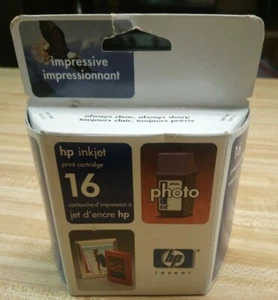 impressive
impressionnant
always clear, always sharp
toujours clair, toujours précis
hp inkjet
print cartridge
16
cartouche d'impression à
jet d'encre hp
photo
hp
invent
16